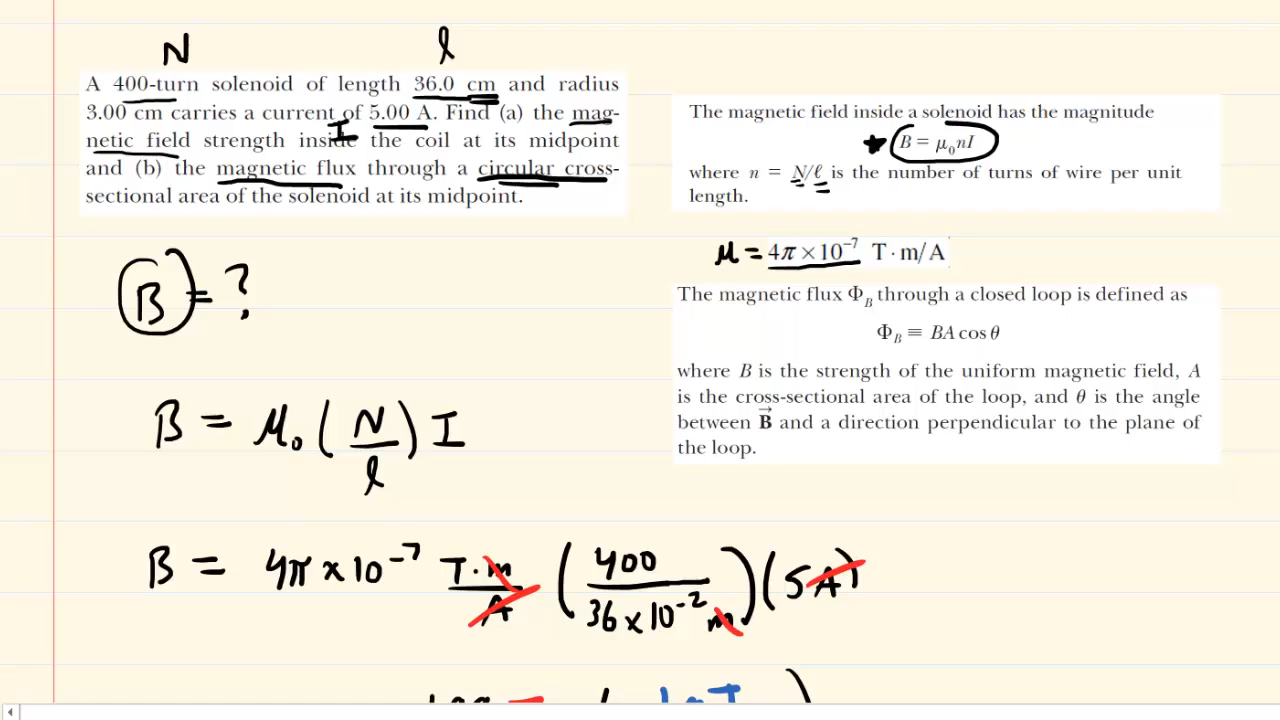 N
l
A 400-turn solenoid of length 36.0 cm and radius
3.00 cm carries a current of 5.00 A. Find (a) the mag-
I
netic field strength inside the coil at its midpoint
and (b) the magnetic flux through a circular cross-
sectional area of the solenoid at its midpoint.
The magnetic field inside a solenoid has the magnitude
B = μ₀nI
where n = N/ℓ is the number of turns of wire per unit
length.
μ = 4π × 10⁻⁷ T · m/A
The magnetic flux Φ_B through a closed loop is defined as
Φ_B ≡ BA cos θ
where B is the strength of the uniform magnetic field, A
is the cross-sectional area of the loop, and θ is the angle
between B⃗ and a direction perpendicular to the plane of
the loop.
B = ?
B = μ₀ (N/l) I
B = 4π x 10⁻⁷ T·m/A (400/36 x 10⁻² m) (5A)